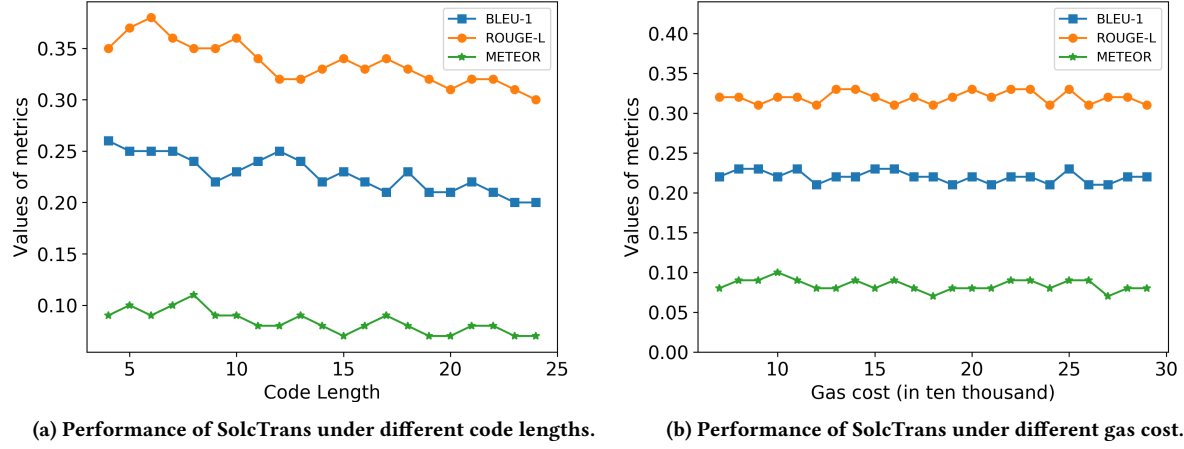 BLEU-1
ROUGE-L
METEOR
0.35
0.30
0.25
0.20
0.15
0.10
Values of metrics
5 10 15 20 25
Code Length
(a) Performance of SolcTrans under different code lengths.
BLEU-1
ROUGE-L
METEOR
0.40
0.35
0.30
0.25
0.20
0.15
0.10
0.05
0.00
Values of metrics
10 15 20 25 30
Gas cost (in ten thousand)
(b) Performance of SolcTrans under different gas cost.